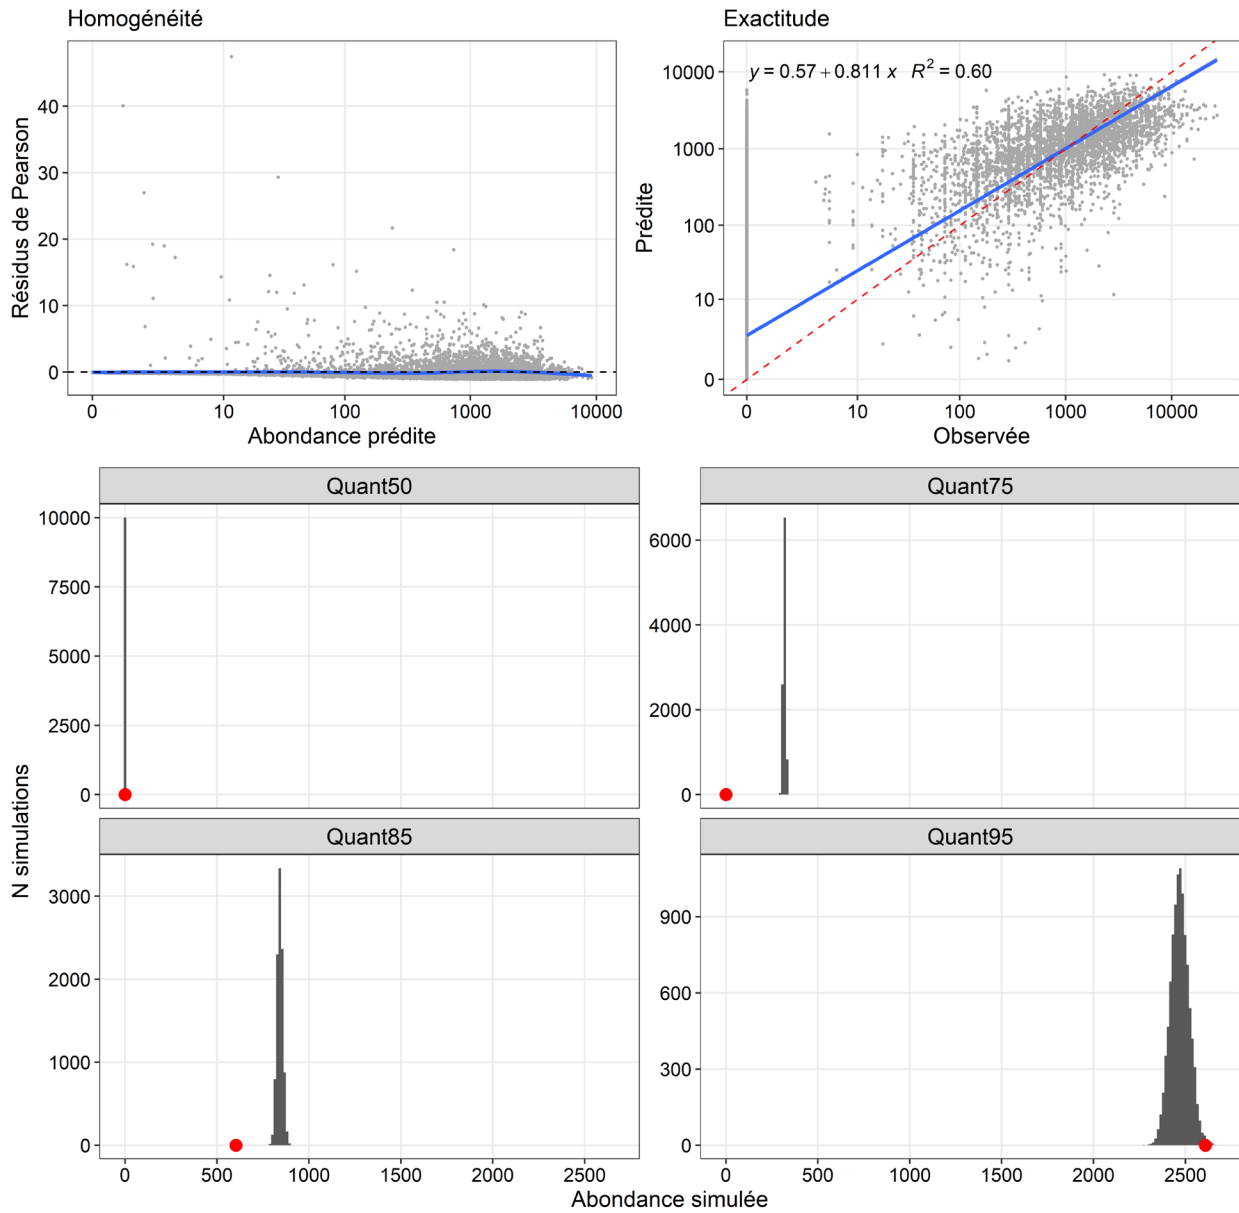 Homogénéité
Résidus de Pearson
40
30
20
10
0
0 10 100 1000 10000
Abondance prédite
Exactitude
y = 0.57 + 0.811 x R² = 0.60
Prédite
10000
1000
100
10
0
0 10 100 1000 10000
Observée
N simulations
Quant50
10000
7500
5000
2500
0
Quant75
6000
4000
2000
0
Quant85
3000
2000
1000
0
0 500 1000 1500 2000 2500
Quant95
900
600
300
0
0 500 1000 1500 2000 2500
Abondance simulée